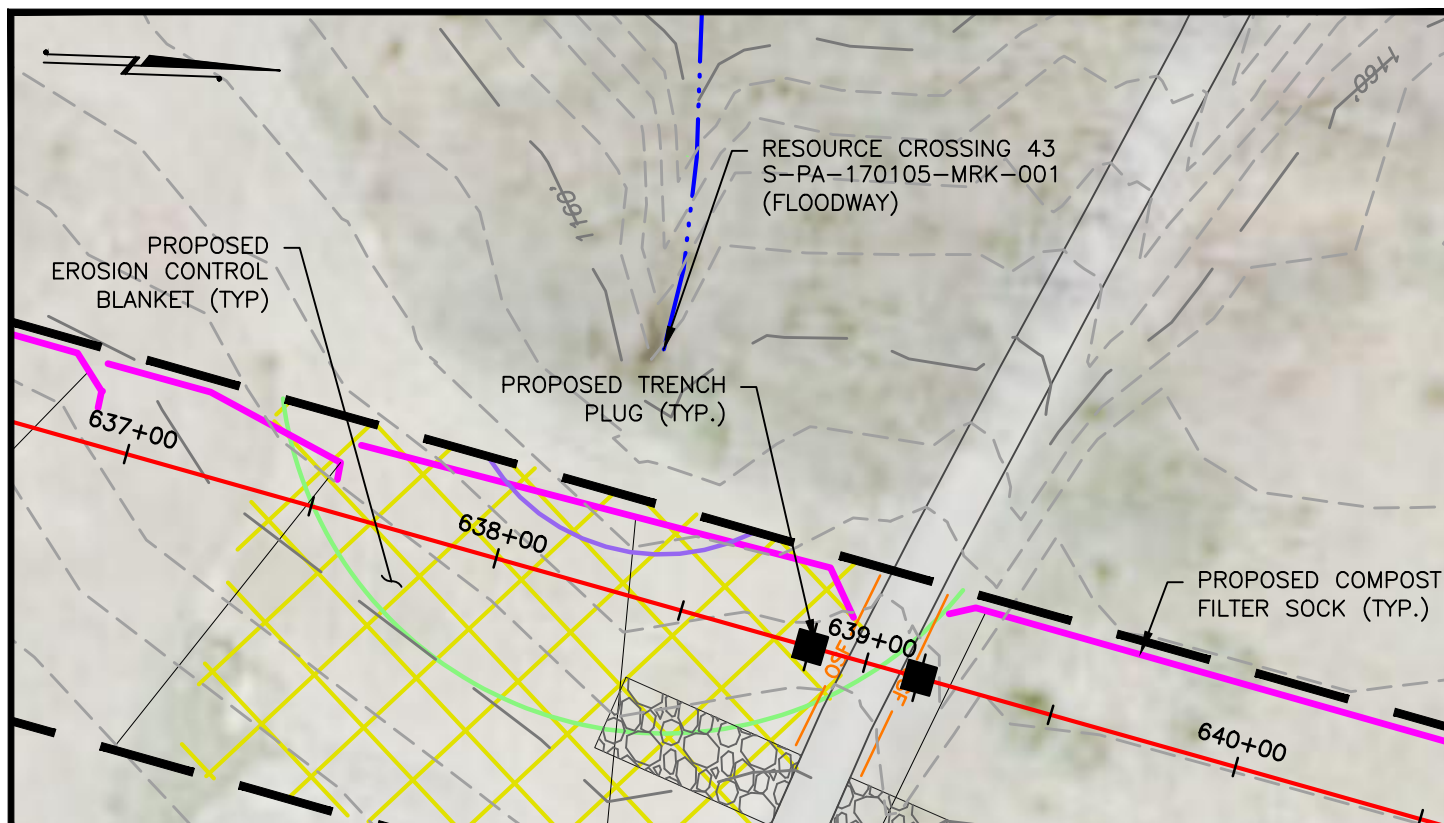 1160'
RESOURCE CROSSING 43
S-PA-170105-MRK-001
(FLOODWAY)
1160'
PROPOSED
EROSION CONTROL
BLANKET (TYP)
PROPOSED TRENCH
PLUG (TYP.)
637+00
638+00
PROPOSED COMPOST
FILTER SOCK (TYP.)
639+00
OSF
640+00